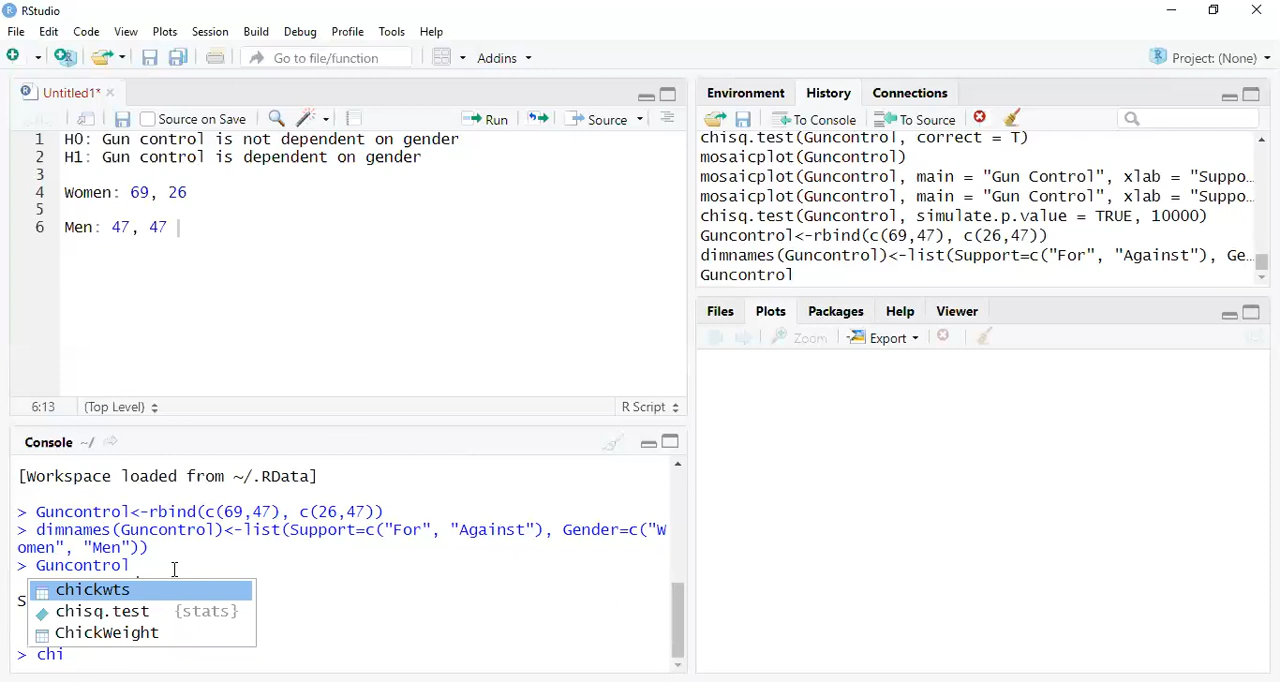 RStudio
File Edit Code View Plots Session Build Debug Profile Tools Help
Go to file/function Addins Project: (None)
Untitled1* Source on Save Run Source
1 H0: Gun control is not dependent on gender
2 H1: Gun control is dependent on gender
3
4 Women: 69, 26
5
6 Men: 47, 47
6:13 (Top Level) R Script
Console ~/
[Workspace loaded from ~/.RData]
> Guncontrol<-rbind(c(69,47), c(26,47))
> dimnames(Guncontrol)<-list(Support=c("For", "Against"), Gender=c("W
omen", "Men"))
> Guncontrol
S
chickwts
chisq.test {stats}
ChickWeight
> chi
Environment History Connections
To Console To Source
chisq.test(Guncontrol, correct = T)
mosaicplot(Guncontrol)
mosaicplot(Guncontrol, main = "Gun Control", xlab = "Suppo…
mosaicplot(Guncontrol, main = "Gun Control", xlab = "Suppo…
chisq.test(Guncontrol, simulate.p.value = TRUE, 10000)
Guncontrol<-rbind(c(69,47), c(26,47))
dimnames(Guncontrol)<-list(Support=c("For", "Against"), Ge…
Guncontrol
Files Plots Packages Help Viewer
Zoom Export